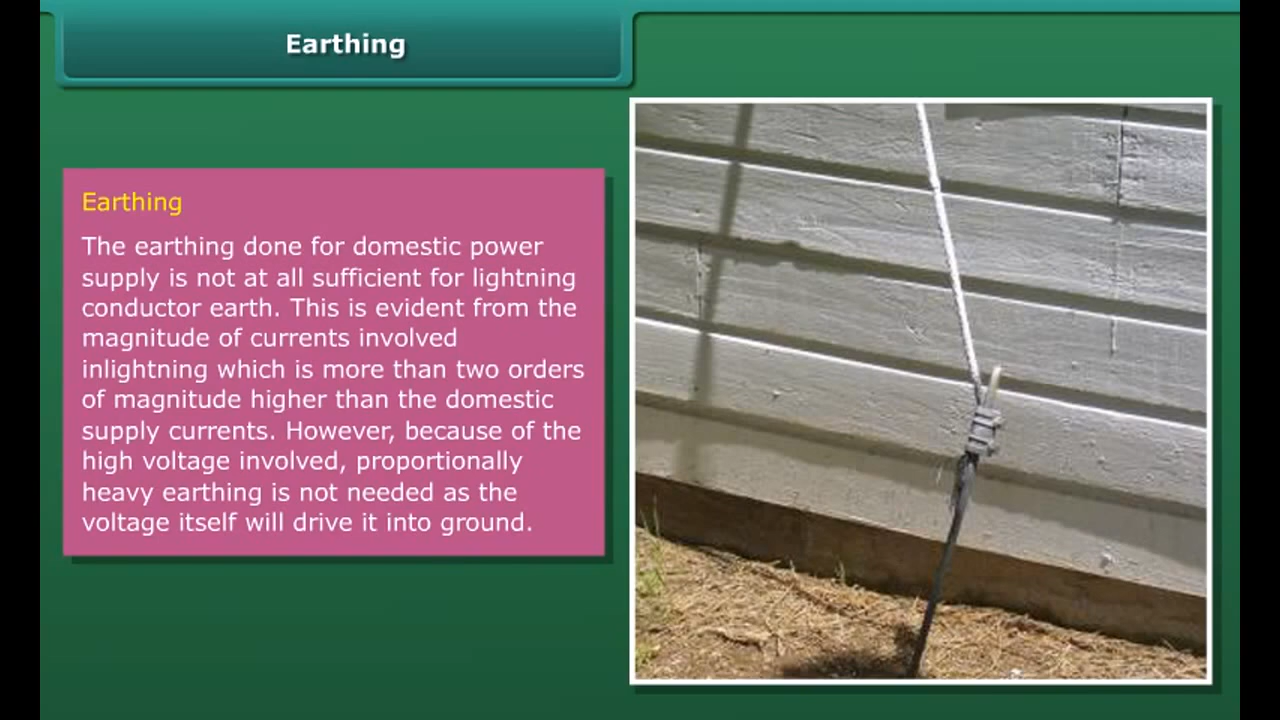 Earthing
Earthing
The earthing done for domestic power
supply is not at all sufficient for lightning
conductor earth. This is evident from the
magnitude of currents involved
inlightning which is more than two orders
of magnitude higher than the domestic
supply currents. However, because of the
high voltage involved, proportionally
heavy earthing is not needed as the
voltage itself will drive it into ground.